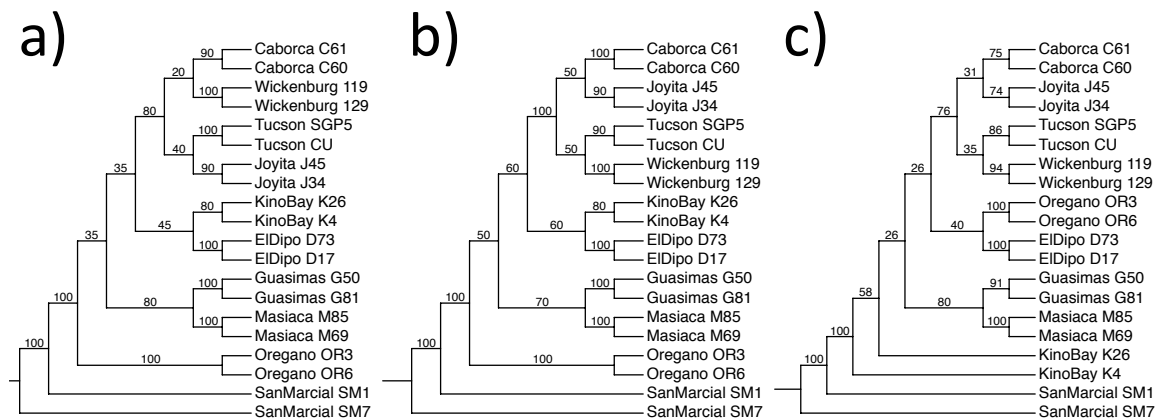 a)
90
Caborca C61
Caborca C60
20
100
Wickenburg 119
Wickenburg 129
80
100
Tucson SGP5
Tucson CU
40
90
Joyita J45
Joyita J34
35
80
KinoBay K26
KinoBay K4
45
100
ElDipo D73
ElDipo D17
35
100
Guasimas G50
Guasimas G81
80
100
Masiaca M85
Masiaca M69
100
100
Oregano OR3
Oregano OR6
100
SanMarcial SM1
SanMarcial SM7
b)
100
Caborca C61
Caborca C60
50
90
Joyita J45
Joyita J34
100
90
Tucson SGP5
Tucson CU
50
100
Wickenburg 119
Wickenburg 129
60
80
KinoBay K26
KinoBay K4
60
100
ElDipo D73
ElDipo D17
50
100
Guasimas G50
Guasimas G81
70
100
Masiaca M85
Masiaca M69
100
100
Oregano OR3
Oregano OR6
100
SanMarcial SM1
SanMarcial SM7
c)
75
Caborca C61
Caborca C60
31
74
Joyita J45
Joyita J34
76
86
Tucson SGP5
Tucson CU
35
94
Wickenburg 119
Wickenburg 129
26
100
Oregano OR3
Oregano OR6
40
100
ElDipo D73
ElDipo D17
26
91
Guasimas G50
Guasimas G81
80
100
Masiaca M85
Masiaca M69
58
KinoBay K26
100
KinoBay K4
100
SanMarcial SM1
SanMarcial SM7